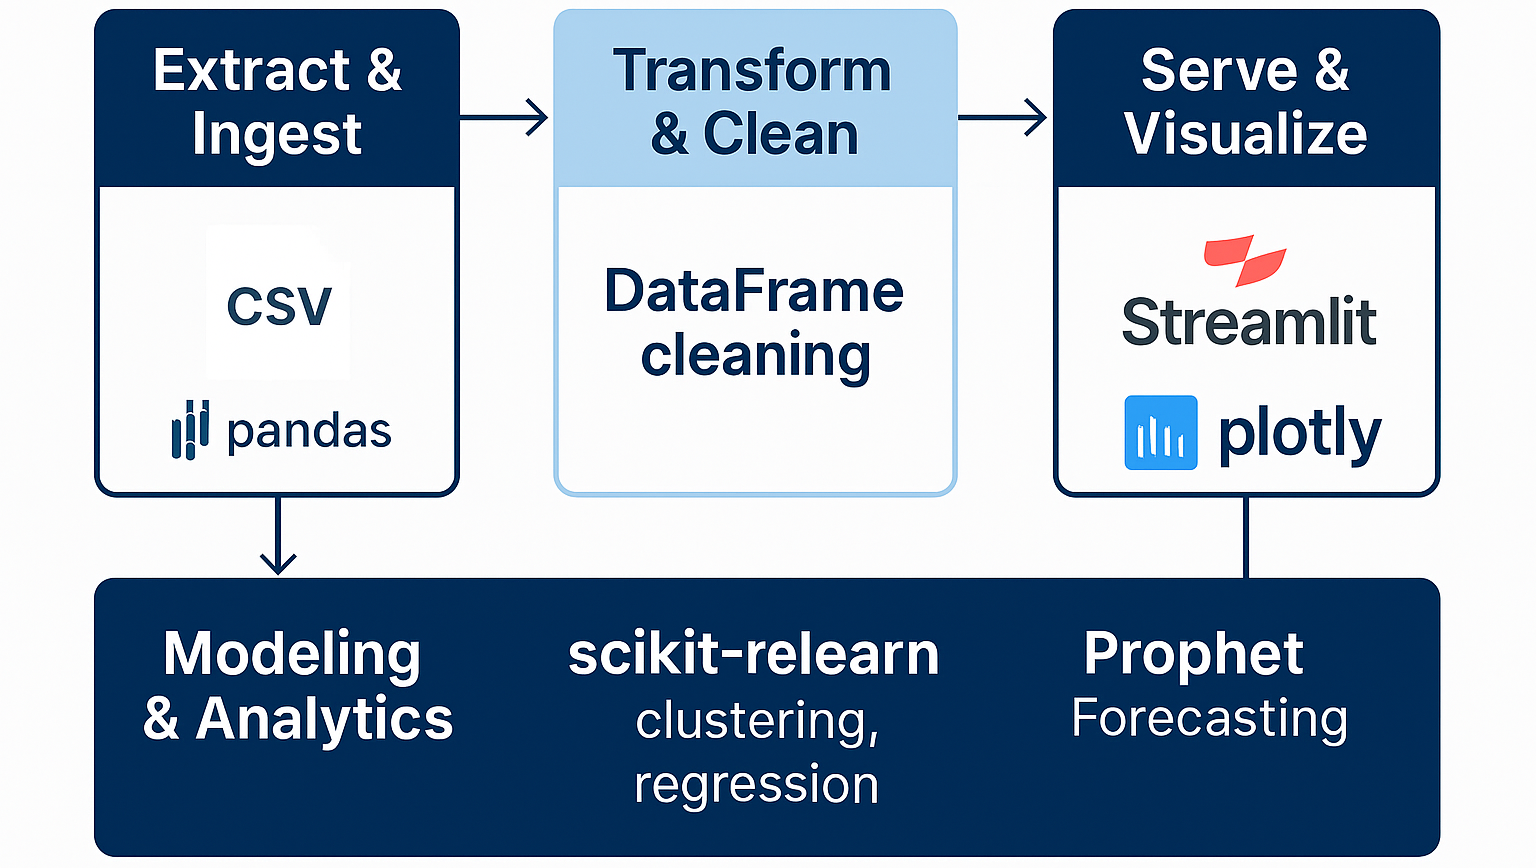 Extract &
Ingest
CSV
pandas
Transform
& Clean
DataFrame
cleaning
Serve &
Visualize
Streamlit
plotly
Modeling
& Analytics
scikit-relearn
clustering,
regression
Prophet
Forecasting